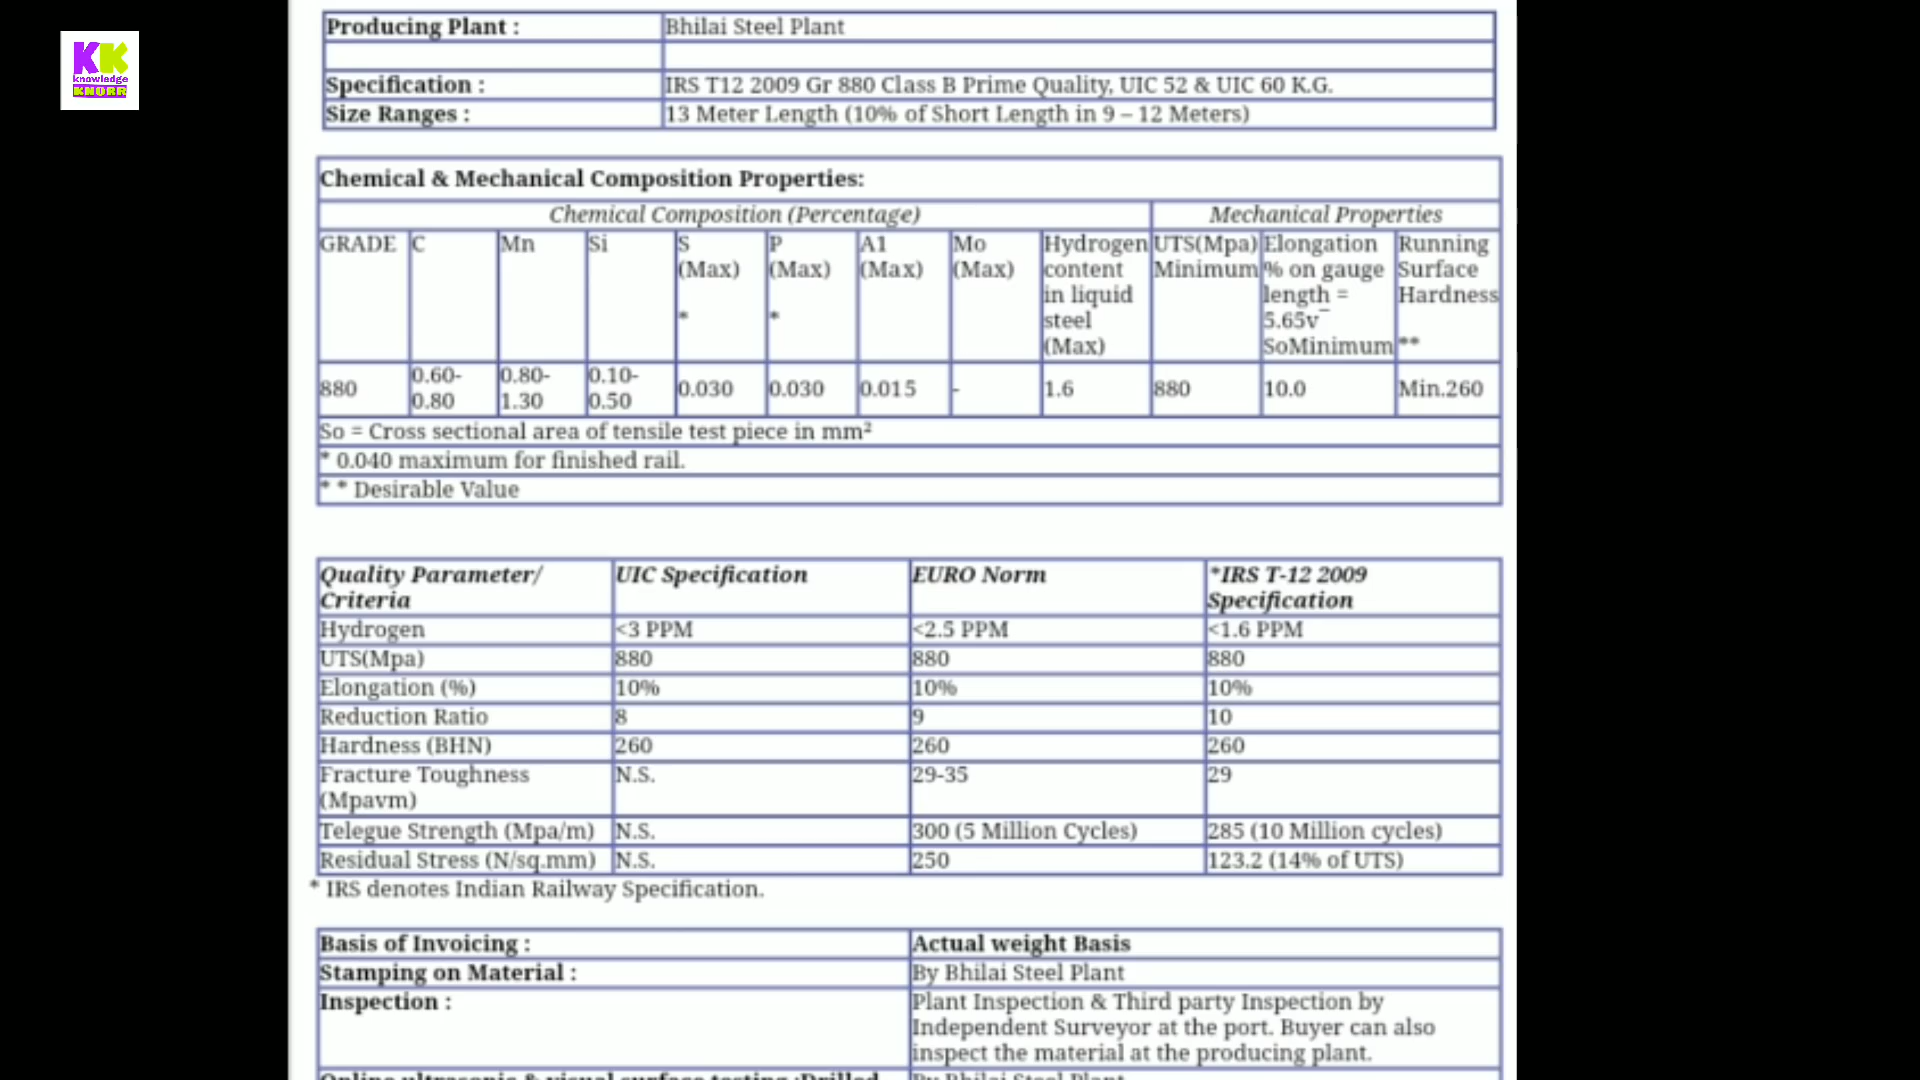 KK
knowledge
KNORR
Producing Plant :
Bhilai Steel Plant
Specification :
IRS T12 2009 Gr 880 Class B Prime Quality, UIC 52 & UIC 60 K.G.
Size Ranges :
13 Meter Length (10% of Short Length in 9 – 12 Meters)
Chemical & Mechanical Composition Properties:
Chemical Composition (Percentage)
Mechanical Properties
GRADE
C
Mn
Si
S
(Max)
*
P
(Max)
*
A1
(Max)
Mo
(Max)
Hydrogen
content
in liquid
steel
(Max)
UTS(Mpa)
Minimum
Elongation
% on gauge
length =
5.65v¯
SoMinimum
Running
Surface
Hardness
**
880
0.60-
0.80
0.80-
1.30
0.10-
0.50
0.030
0.030
0.015
-
1.6
880
10.0
Min.260
So = Cross sectional area of tensile test piece in mm²
* 0.040 maximum for finished rail.
* * Desirable Value
Quality Parameter/
Criteria
UIC Specification
EURO Norm
*IRS T-12 2009
Specification
Hydrogen
<3 PPM
<2.5 PPM
<1.6 PPM
UTS(Mpa)
880
880
880
Elongation (%)
10%
10%
10%
Reduction Ratio
8
9
10
Hardness (BHN)
260
260
260
Fracture Toughness
(Mpavm)
N.S.
29-35
29
Telegue Strength (Mpa/m)
N.S.
300 (5 Million Cycles)
285 (10 Million cycles)
Residual Stress (N/sq.mm)
N.S.
250
123.2 (14% of UTS)
* IRS denotes Indian Railway Specification.
Basis of Invoicing :
Actual weight Basis
Stamping on Material :
By Bhilai Steel Plant
Inspection :
Plant Inspection & Third party Inspection by
Independent Surveyor at the port. Buyer can also
inspect the material at the producing plant.
Online ultrasonic & visual surface testing :Drilled
By Bhilai Steel Plant